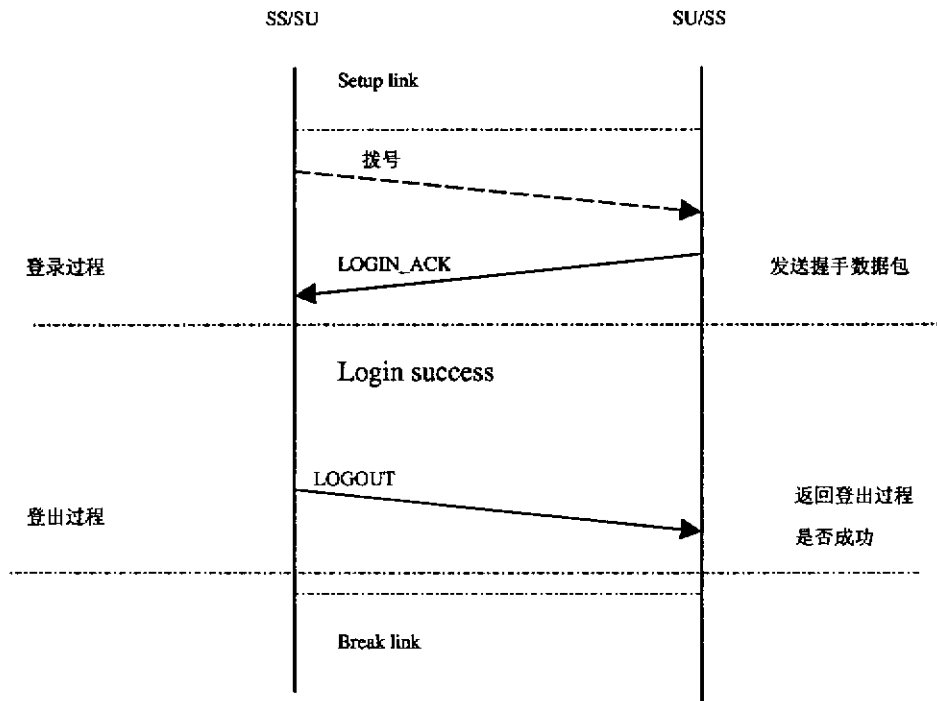 SS/SU
SU/SS
Setup link
拨号
登录过程
LOGIN_ACK
发送握手数据包
Login success
LOGOUT
登出过程
返回登出过程
是否成功
Break link